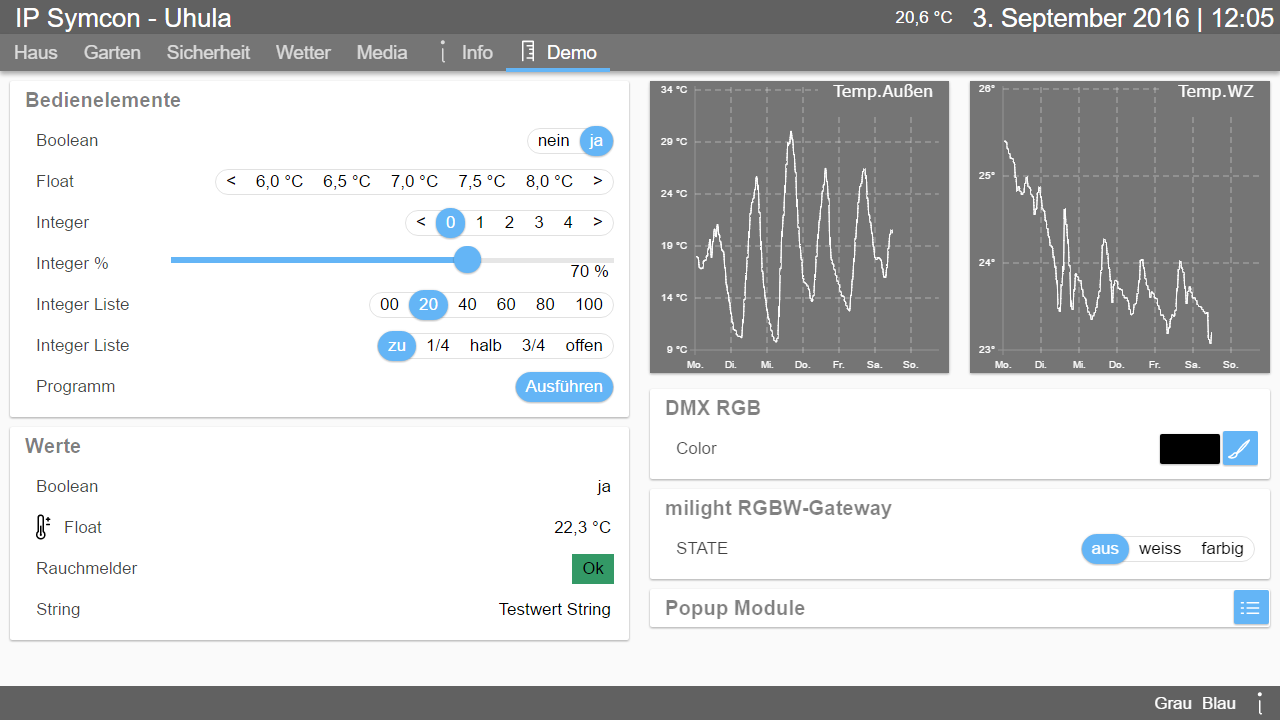 IP Symcon - Uhula 20,6 °C 3. September 2016 | 12:05
Haus Garten Sicherheit Wetter Media Info Demo
Bedienelemente
Boolean nein ja
Float < 6,0 °C 6,5 °C 7,0 °C 7,5 °C 8,0 °C >
Integer < 0 1 2 3 4 >
Integer % 70 %
Integer Liste 00 20 40 60 80 100
Integer Liste zu 1/4 halb 3/4 offen
Programm Ausführen
Werte
Boolean ja
Float 22,3 °C
Rauchmelder Ok
String Testwert String
Temp.Außen
34 °C
29 °C
24 °C
19 °C
14 °C
9 °C
Mo. Di. Mi. Do. Fr. Sa. So.
Temp.WZ
26°
25°
24°
23°
Mo. Di. Mi. Do. Fr. Sa. So.
DMX RGB
Color
milight RGBW-Gateway
STATE aus weiss farbig
Popup Module
Grau Blau